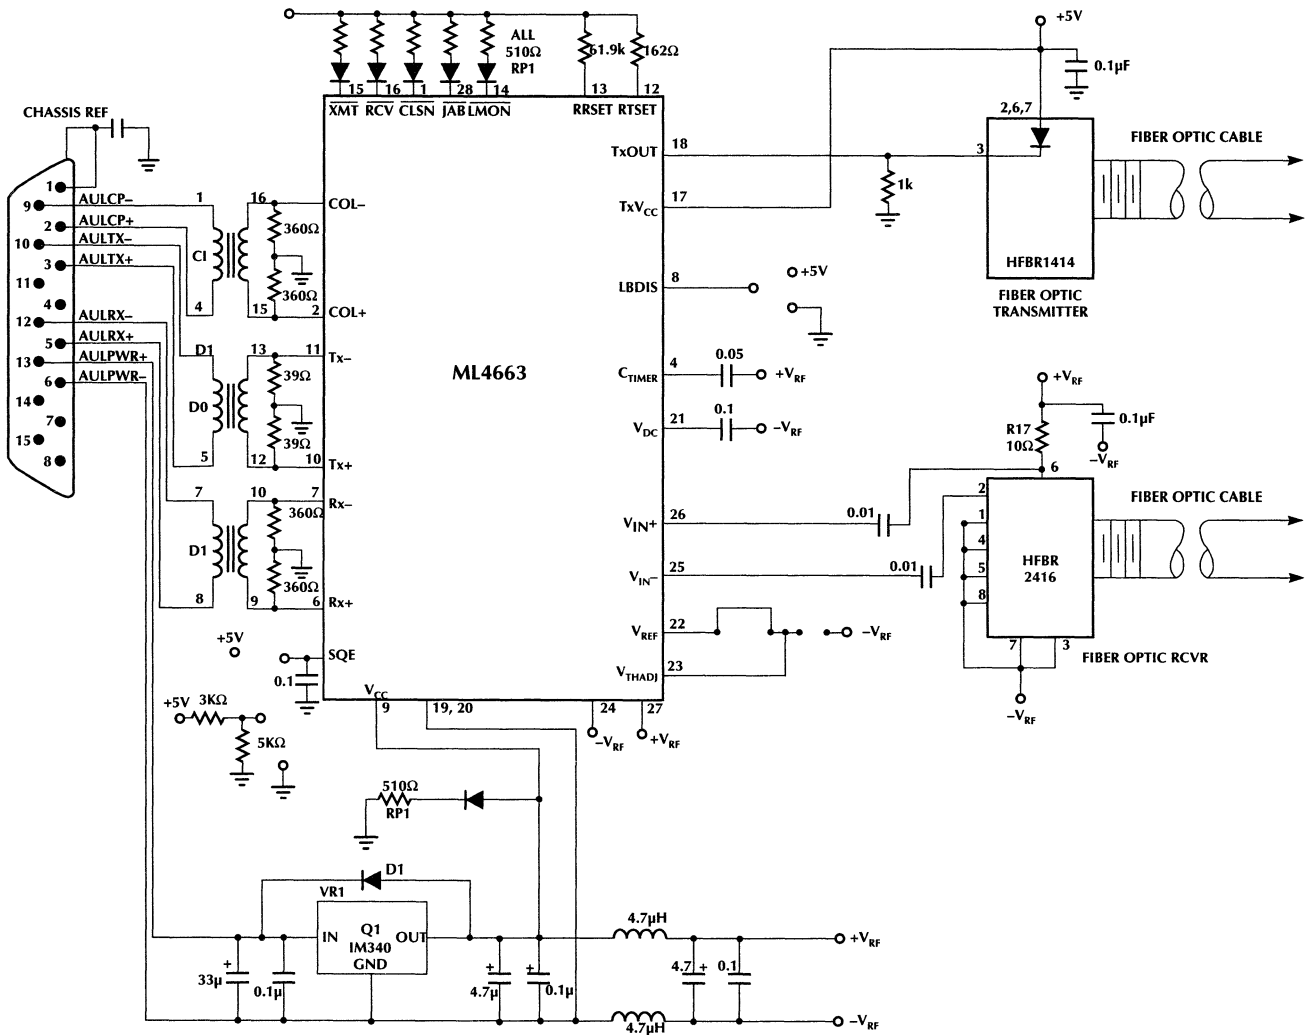 +5V
ALL
510Ω
RP1
61.9k
162Ω
0.1µF
15 16 1 28 14 13 12
XMT RCV CLSN JAB LMON RRSET RTSET
2,6,7
CHASSIS REF
FIBER OPTIC CABLE
TxOUT
18
3
1
AULCP–
9
1
16
COL–
1k
TxVCC
17
2
AULCP+
360Ω
10
AULTX–
3
AULTX+
CI
HFBR1414
11
+5V
LBDIS
8
4
360Ω
FIBER OPTIC
TRANSMITTER
4
15
2
COL+
12
AULRX–
5
AULRX+
D1
13
11
Tx–
0.05
13
AULPWR+
39Ω
ML4663
CTIMER
4
+VRF
+VRF
6
AULPWR–
14
D0
0.1
0.1µF
7
VDC
21
–VRF
R17
10Ω
15
39Ω
–VRF
8
5
12
10
Tx+
6
7
10
7
Rx–
2
FIBER OPTIC CABLE
360Ω
VIN+
26
0.01
1
4
D1
HFBR
2416
VIN–
25
0.01
5
360Ω
8
8
9
6
Rx+
+5V
VREF
22
–VRF
7
3
FIBER OPTIC RCVR
SQE
VTHADJ
23
0.1
VCC
9
19, 20
24
27
–VRF
+5V
3KΩ
–VRF
+VRF
5KΩ
510Ω
RP1
D1
VR1
4.7µH
IN
Q1
OUT
IM340
GND
+VRF
+
33µ
0.1µ
+
4.7µ
+
0.1µ
4.7
+
0.1
4.7µH
–VRF